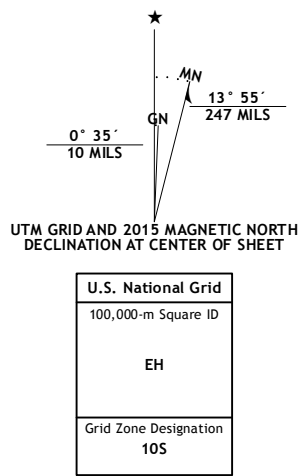 MN
GN
13° 55´
247 MILS
0° 35´
10 MILS
UTM GRID AND 2015 MAGNETIC NORTH
DECLINATION AT CENTER OF SHEET
U.S. National Grid
100,000-m Square ID
EH
Grid Zone Designation
10S